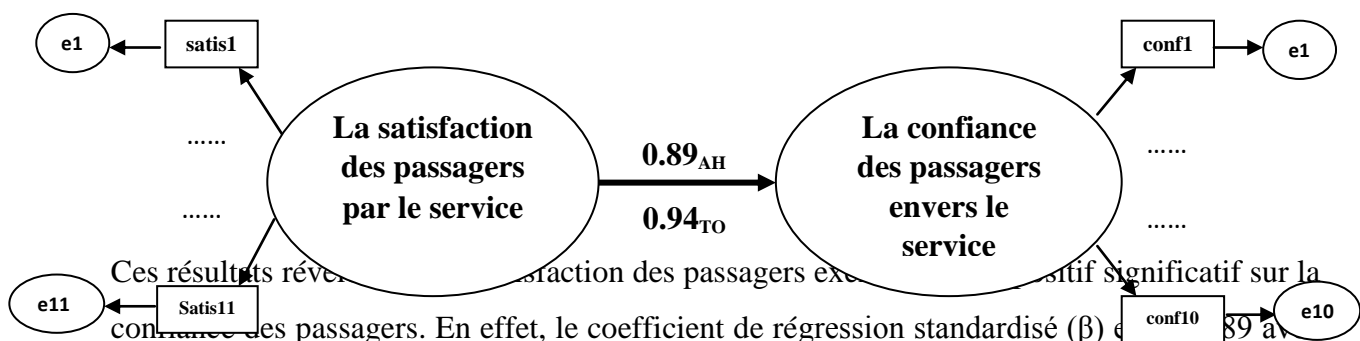 e1
satis1
conf1
e1
La satisfaction
des passagers
par le service
0.89AH
0.94TO
La confiance
des passagers
envers le
service
......
......
......
......
Ces résultats des passagers significatif sur la
e11
Satis11
conf10
e10
des passagers. En effet, le coefficient de régression standardisé (β) 89